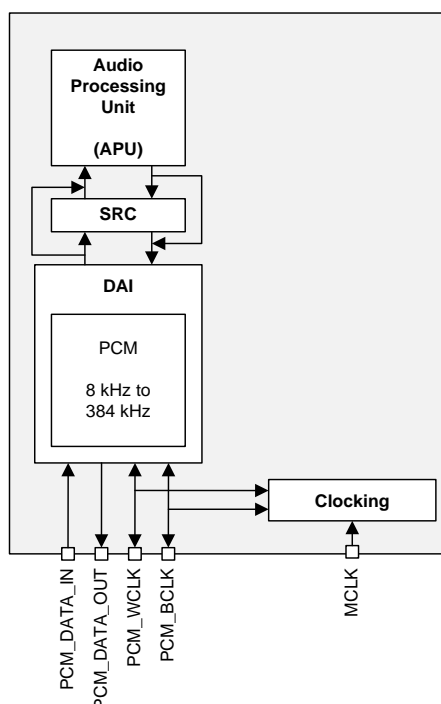 Audio
Processing
Unit
(APU)
SRC
DAI
PCM
8 kHz to
384 kHz
Clocking
PCM_DATA_IN
PCM_DATA_OUT
PCM_WCLK
PCM_BCLK
MCLK